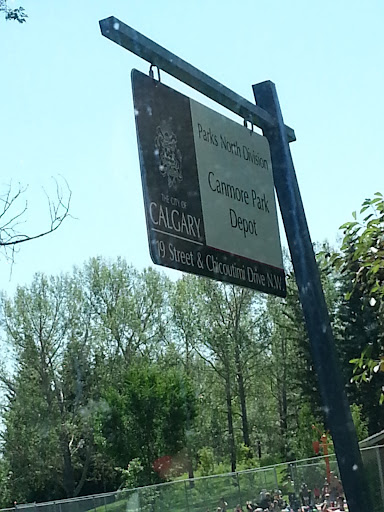 Parks North Division
Canmore Park
Depot
THE CITY OF
CALGARY
19 Street & Chicoutimi Drive N.W.